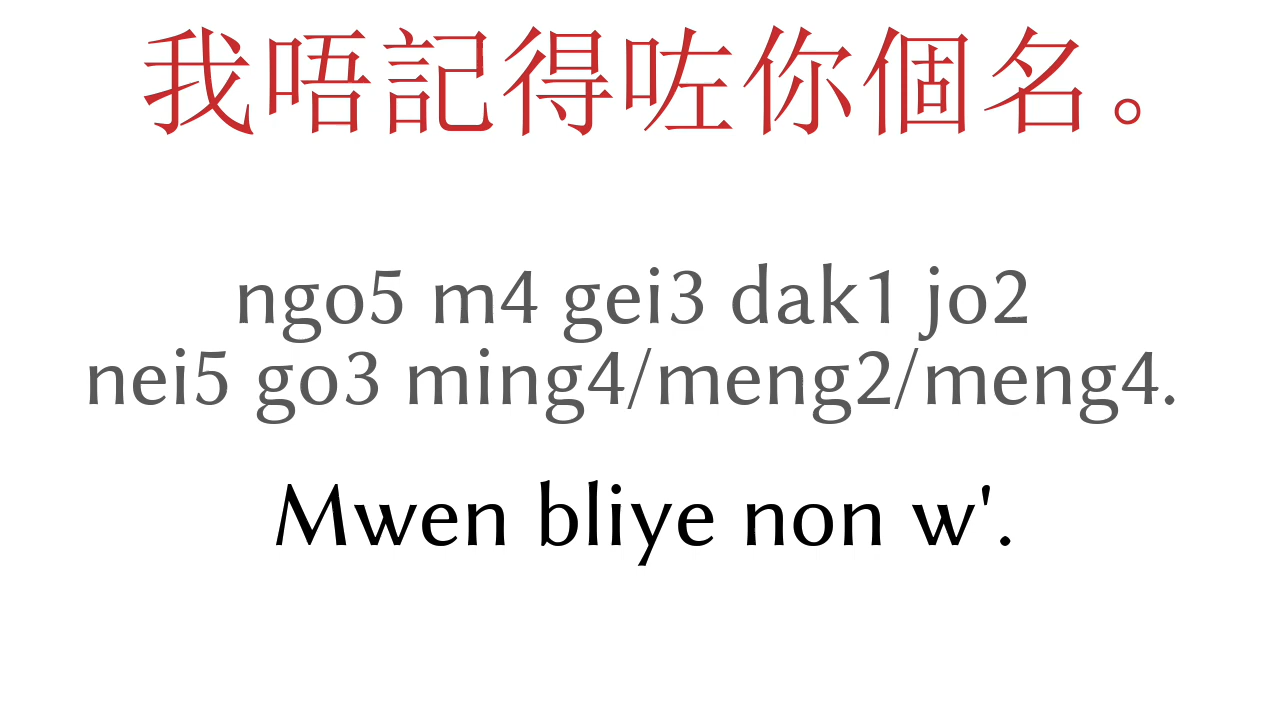 我唔記得咗你個名。
ngo5 m4 gei3 dak1 jo2
nei5 go3 ming4/meng2/meng4.
Mwen bliye non w'.